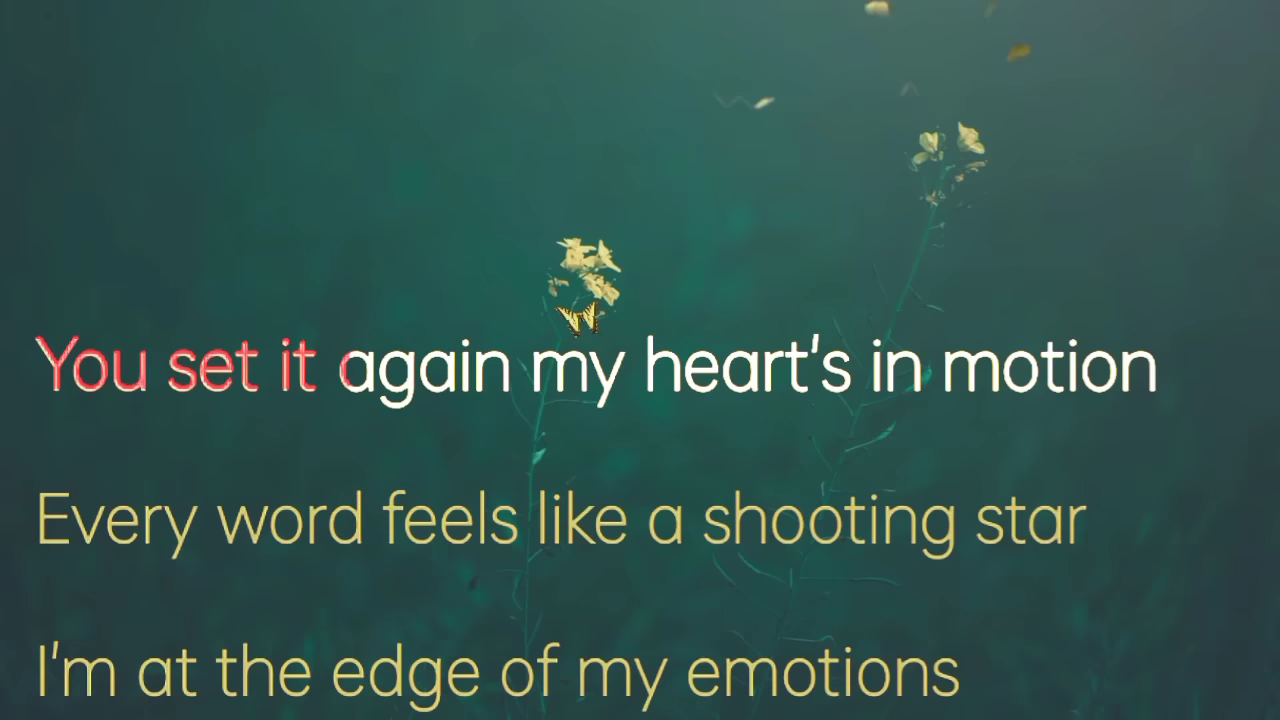 You set it again my heart's in motion
Every word feels like a shooting star
I'm at the edge of my emotions